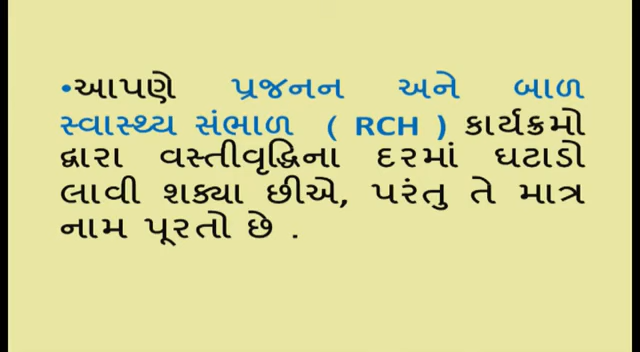 •આપણે પ્રજનન અને બાળ
સ્વાસ્થ્ય સંભાળ ( RCH ) કાર્યક્રમો
દ્વારા વસ્તીવૃદ્ધિના દરમાં ઘટાડો
લાવી શક્યા છીએ, પરંતુ તે માત્ર
નામ પૂરતો છે .